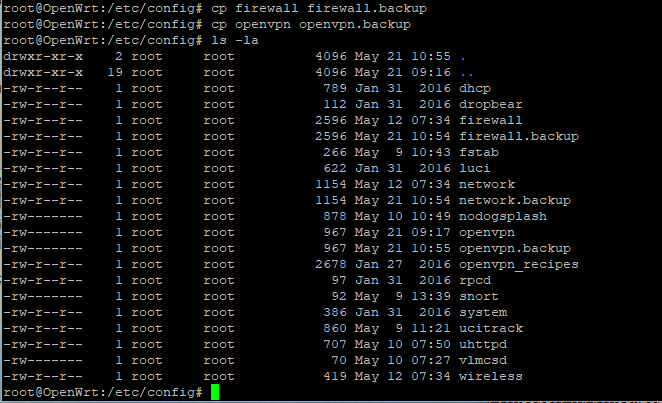 root@OpenWrt:/etc/config# cp firewall firewall.backup
root@OpenWrt:/etc/config# cp openvpn openvpn.backup
root@OpenWrt:/etc/config# ls -la
drwxr-xr-x    2 root     root          4096 May 21 10:55 .
drwxr-xr-x   19 root     root          4096 May 21 09:16 ..
-rw-r--r--    1 root     root           789 Jan 31  2016 dhcp
-rw-r--r--    1 root     root           112 Jan 31  2016 dropbear
-rw-r--r--    1 root     root          2596 May 12 07:34 firewall
-rw-r--r--    1 root     root          2596 May 21 10:54 firewall.backup
-rw-r--r--    1 root     root           266 May  9 10:43 fstab
-rw-r--r--    1 root     root           622 Jan 31  2016 luci
-rw-r--r--    1 root     root          1154 May 12 07:34 network
-rw-r--r--    1 root     root          1154 May 21 10:54 network.backup
-rw-------    1 root     root           878 May 10 10:49 nodogsplash
-rw-------    1 root     root           967 May 21 09:17 openvpn
-rw-------    1 root     root           967 May 21 10:55 openvpn.backup
-rw-r--r--    1 root     root          2678 Jan 27  2016 openvpn_recipes
-rw-r--r--    1 root     root            97 Jan 31  2016 rpcd
-rw-------    1 root     root            92 May  9 13:39 snort
-rw-r--r--    1 root     root           386 Jan 31  2016 system
-rw-r--r--    1 root     root           860 May  9 11:21 ucitrack
-rw-r--r--    1 root     root           707 May 10 07:50 uhttpd
-rw-------    1 root     root            70 May 10 07:27 vlmcsd
-rw-r--r--    1 root     root           419 May 12 07:34 wireless
root@OpenWrt:/etc/config#